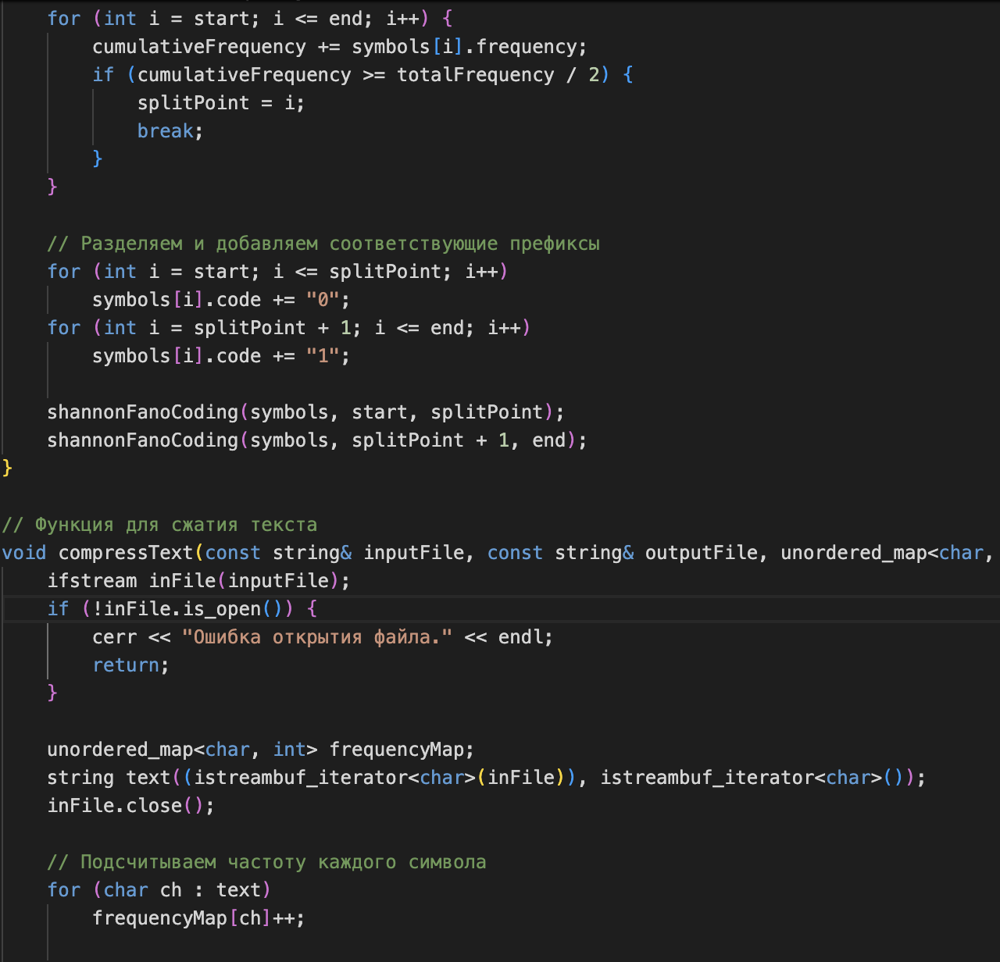 for (int i = start; i <= end; i++) {
cumulativeFrequency += symbols[i].frequency;
if (cumulativeFrequency >= totalFrequency / 2) {
splitPoint = i;
break;
}
}
// Разделяем и добавляем соответствующие префиксы
for (int i = start; i <= splitPoint; i++)
symbols[i].code += "0";
for (int i = splitPoint + 1; i <= end; i++)
symbols[i].code += "1";
shannonFanoCoding(symbols, start, splitPoint);
shannonFanoCoding(symbols, splitPoint + 1, end);
}
// Функция для сжатия текста
void compressText(const string& inputFile, const string& outputFile, unordered_map<char,
ifstream inFile(inputFile);
if (!inFile.is_open()) {
cerr << "Ошибка открытия файла." << endl;
return;
}
unordered_map<char, int> frequencyMap;
string text((istreambuf_iterator<char>(inFile)), istreambuf_iterator<char>());
inFile.close();
// Подсчитываем частоту каждого символа
for (char ch : text)
frequencyMap[ch]++;